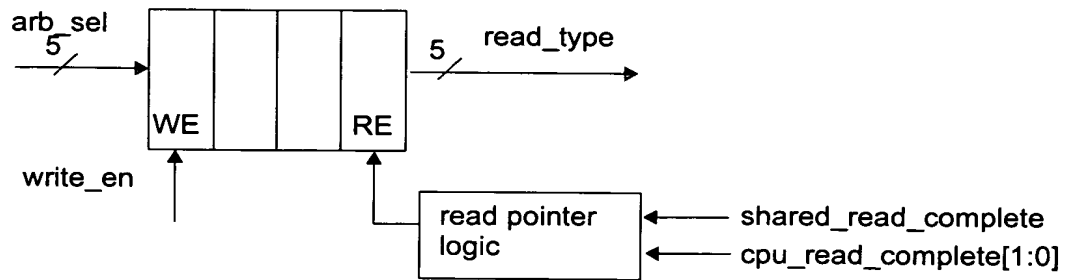 arb_sel
5
5
read_type
WE
RE
write_en
read pointer
logic
shared_read_complete
cpu_read_complete[1:0]